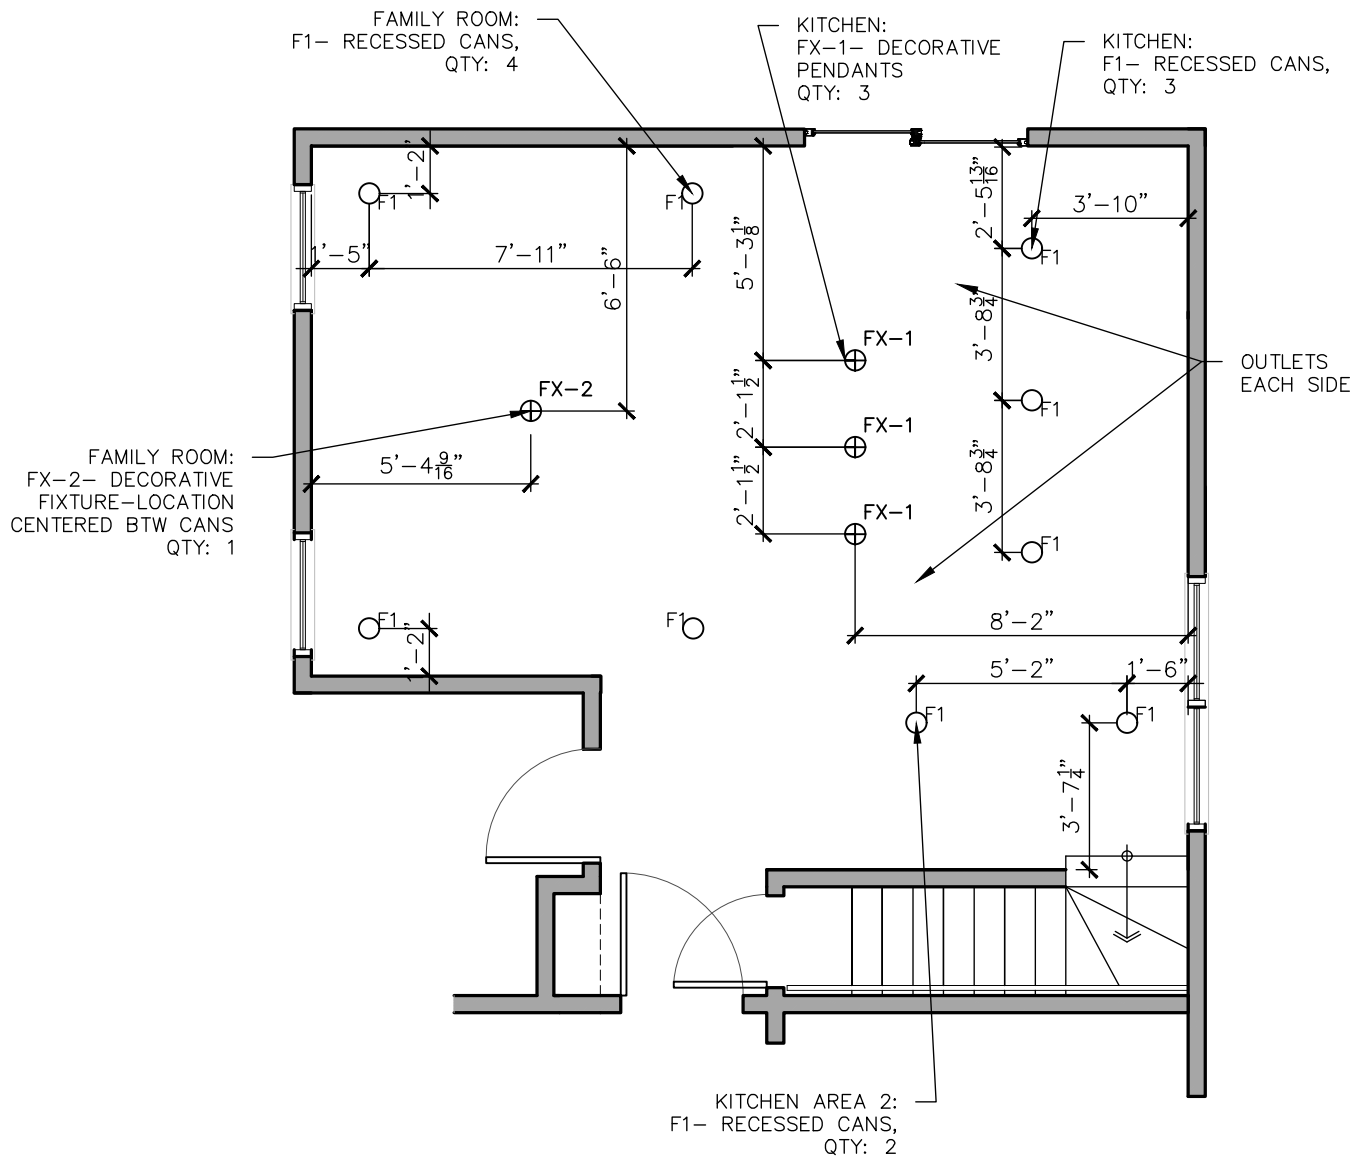 FAMILY ROOM:
F1– RECESSED CANS,
QTY: 4
KITCHEN:
FX–1– DECORATIVE
PENDANTS
QTY: 3
KITCHEN:
F1– RECESSED CANS,
QTY: 3
1'–2"
F1
F1
1'–5"
7'–11"
6'–6"
5'–3 1/8"
2'–5 13/16"
3'–10"
F1
3'–8 3/4"
FX–1
OUTLETS
EACH SIDE
FX–2
2'–1 1/2"
F1
FAMILY ROOM:
FX–2– DECORATIVE
FIXTURE–LOCATION
CENTERED BTW CANS
QTY: 1
5'–4 9/16"
FX–1
2'–1 1/2"
3'–8 3/4"
FX–1
F1
F1
1'–2"
F1
8'–2"
5'–2"
1'–6"
F1
F1
3'–7 1/4"
KITCHEN AREA 2:
F1– RECESSED CANS,
QTY: 2